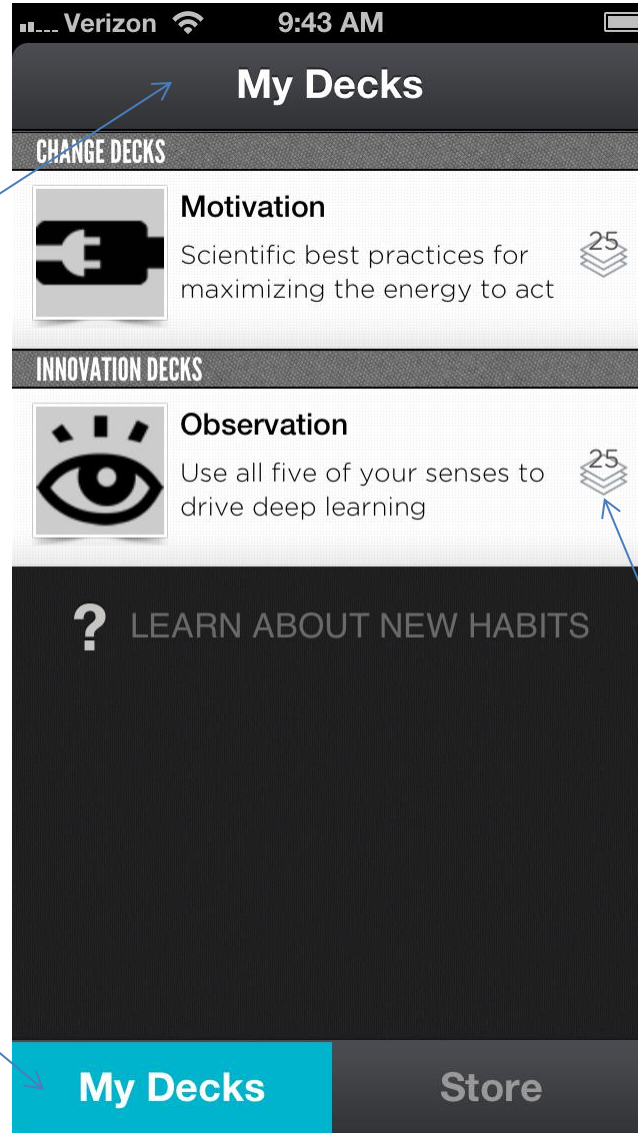 Verizon 9:43 AM
My Decks
CHANGE DECKS
Motivation
Scientific best practices for
maximizing the energy to act
25
INNOVATION DECKS
Observation
Use all five of your senses to
drive deep learning
25
? LEARN ABOUT NEW HABITS
My Decks Store